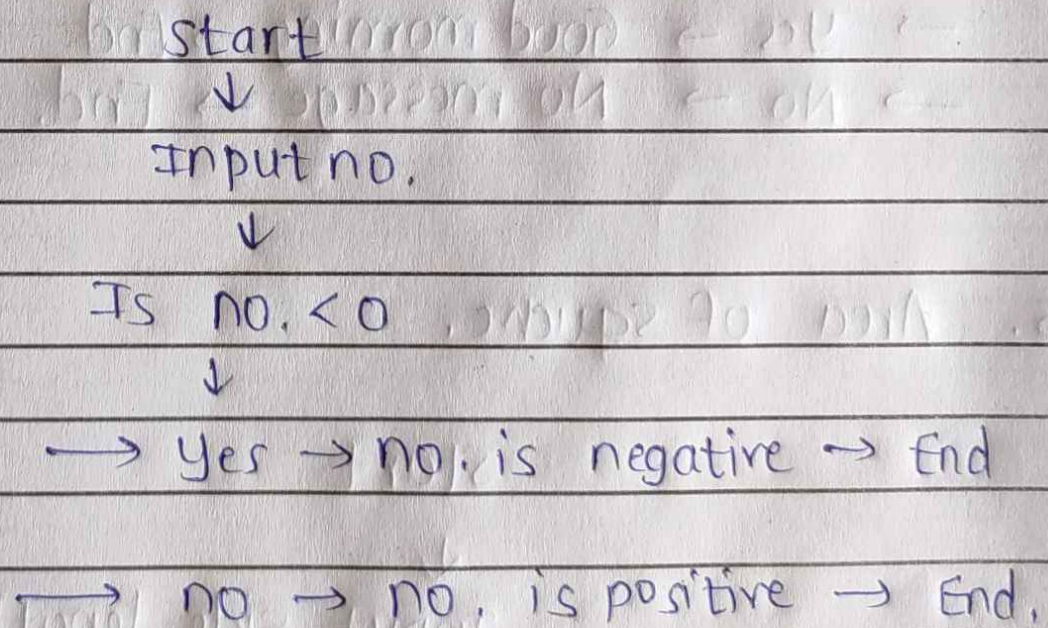 Start
↓
Input no.
↓
Is no. < 0
↓
→ Yes → no. is negative → End
→ no → no. is positive → End.